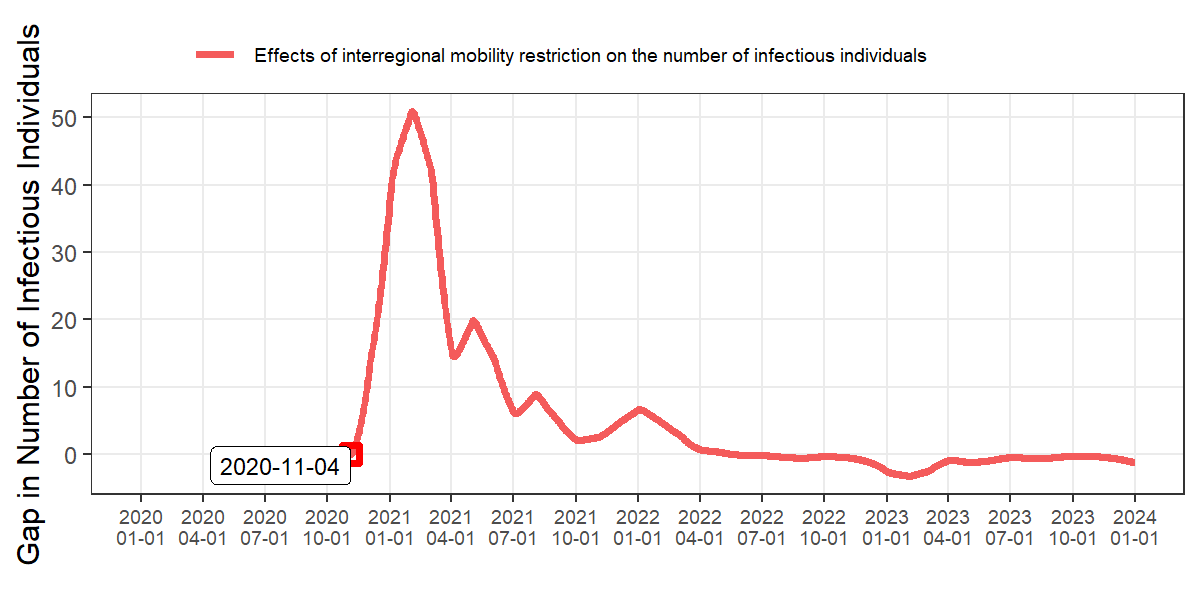 Effects of interregional mobility restriction on the number of infectious individuals
Gap in Number of Infectious Individuals
50
40
30
20
10
0
2020-11-04
2020 2020 2020 2020 2021 2021 2021 2021 2022 2022 2022 2022 2023 2023 2023 2023 2024
01-01 04-01 07-01 10-01 01-01 04-01 07-01 10-01 01-01 04-01 07-01 10-01 01-01 04-01 07-01 10-01 01-01